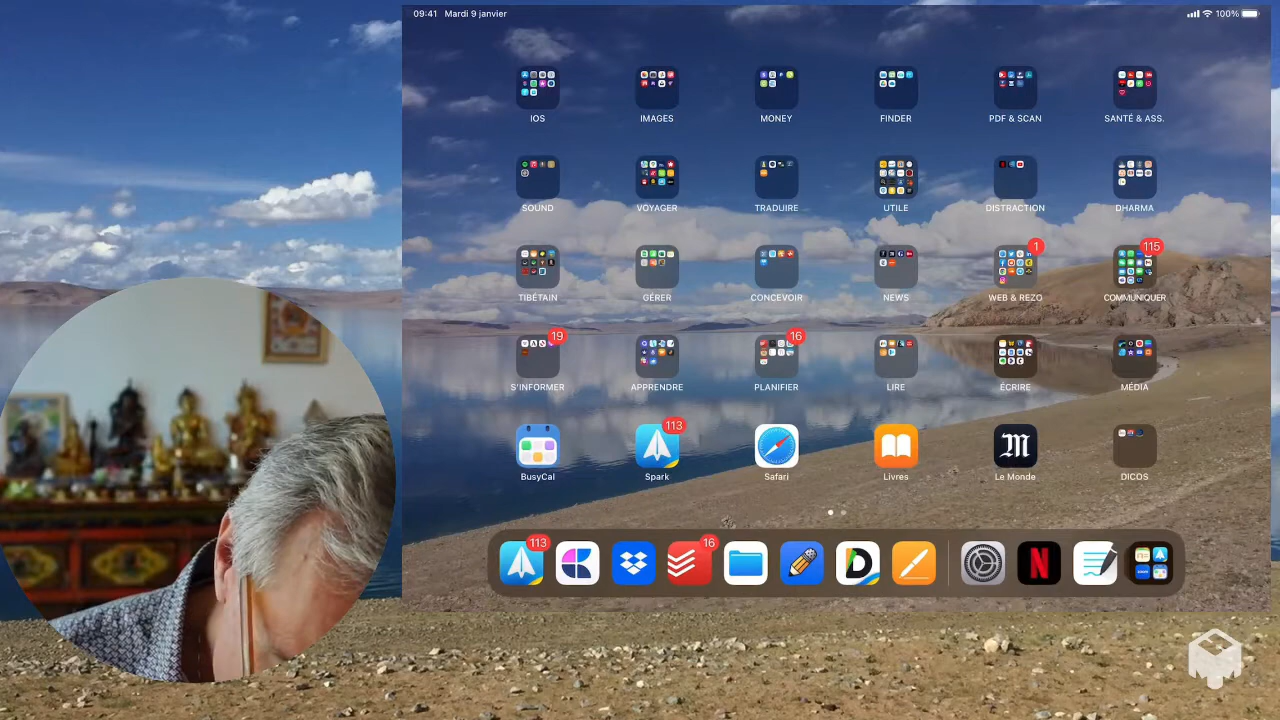 09:41 Mardi 9 janvier 100%
IOS IMAGES MONEY FINDER PDF & SCAN SANTÉ & ASS.
SOUND VOYAGER TRADUIRE UTILE DISTRACTION DHARMA
1 115
TIBÉTAIN GÉRER CONCEVOIR NEWS WEB & REZO COMMUNIQUER
19 16
S'INFORMER APPRENDRE PLANIFIER LIRE ÉCRIRE MÉDIA
113
BusyCal Spark Safari Livres Le Monde DICOS
113 16